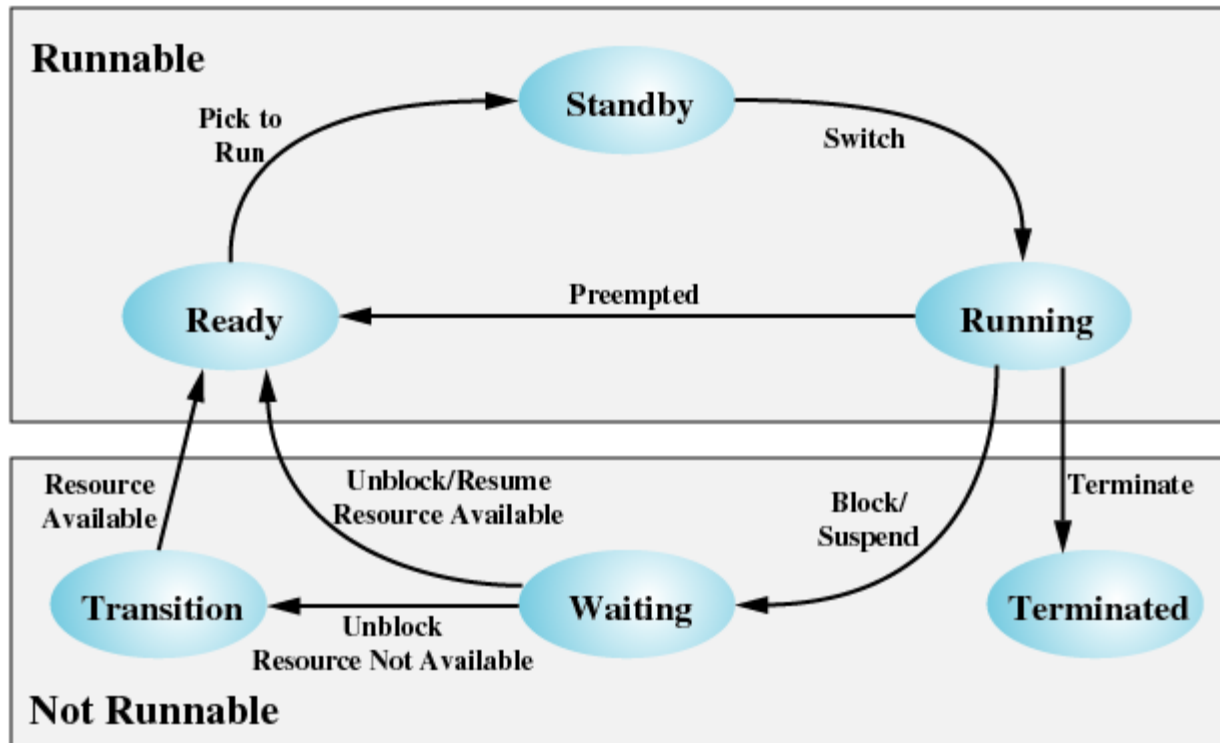 Runnable
Standby
Pick to
Run
Switch
Preempted
Ready
Running
Resource
Available
Unblock/Resume
Resource Available
Block/
Suspend
Terminate
Transition
Waiting
Terminated
Unblock
Resource Not Available
Not Runnable